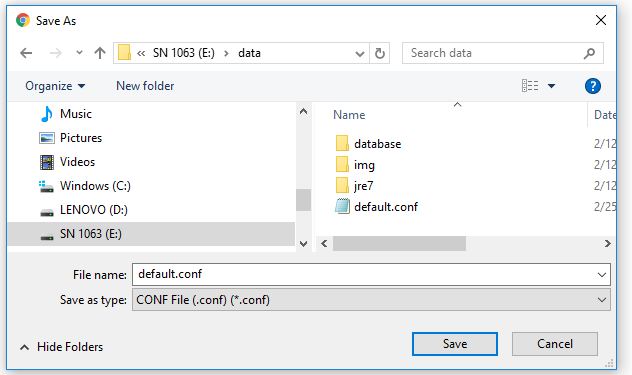 Save As
« SN 1063 (E:) > data
Search data
Organize
New folder
?
Music
Pictures
Videos
Windows (C:)
LENOVO (D:)
SN 1063 (E:)
Name
Date
database
2/12
img
2/12
jre7
2/12
default.conf
2/25
File name: default.conf
Save as type: CONF File (.conf) (*.conf)
Hide Folders
Save
Cancel